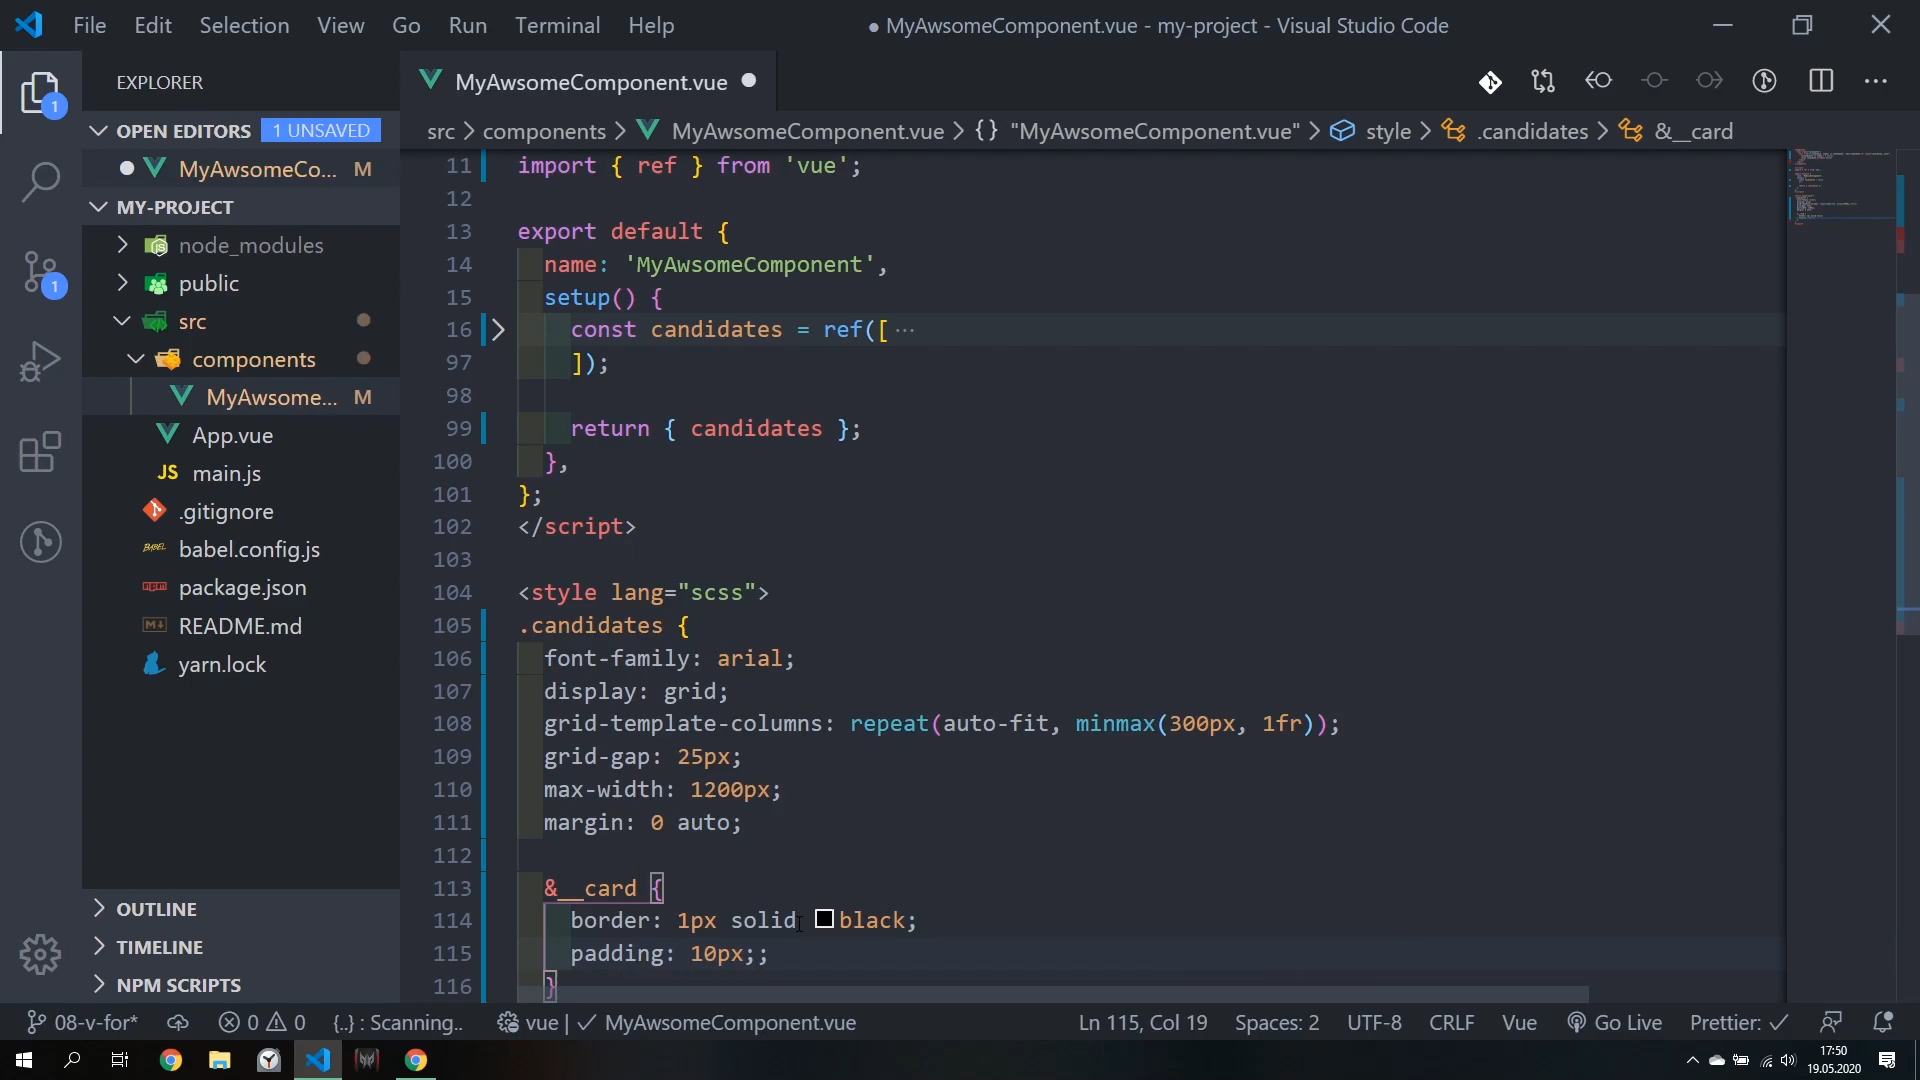 File Edit Selection View Go Run Terminal Help
● MyAwsomeComponent.vue - my-project - Visual Studio Code
EXPLORER
OPEN EDITORS 1 UNSAVED
MyAwsomeCo... M
MY-PROJECT
node_modules
public
src
components
MyAwsome... M
App.vue
JS main.js
.gitignore
BABEL babel.config.js
package.json
README.md
yarn.lock
OUTLINE
TIMELINE
NPM SCRIPTS
1
1
MyAwsomeComponent.vue
src > components > MyAwsomeComponent.vue > {} "MyAwsomeComponent.vue" > style > .candidates > &__card
11 import { ref } from 'vue';
12
13 export default {
14 name: 'MyAwsomeComponent',
15 setup() {
16 const candidates = ref([ ...
97 ]);
98
99 return { candidates };
100 },
101 };
102 </script>
103
104 <style lang="scss">
105 .candidates {
106 font-family: arial;
107 display: grid;
108 grid-template-columns: repeat(auto-fit, minmax(300px, 1fr));
109 grid-gap: 25px;
110 max-width: 1200px;
111 margin: 0 auto;
112
113 &__card {
114 border: 1px solid black;
115 padding: 10px;;
116 }
08-v-for* 0 0 {..} : Scanning.. vue | ✓ MyAwsomeComponent.vue Ln 115, Col 19 Spaces: 2 UTF-8 CRLF Vue Go Live Prettier: ✓
17:50
19.05.2020